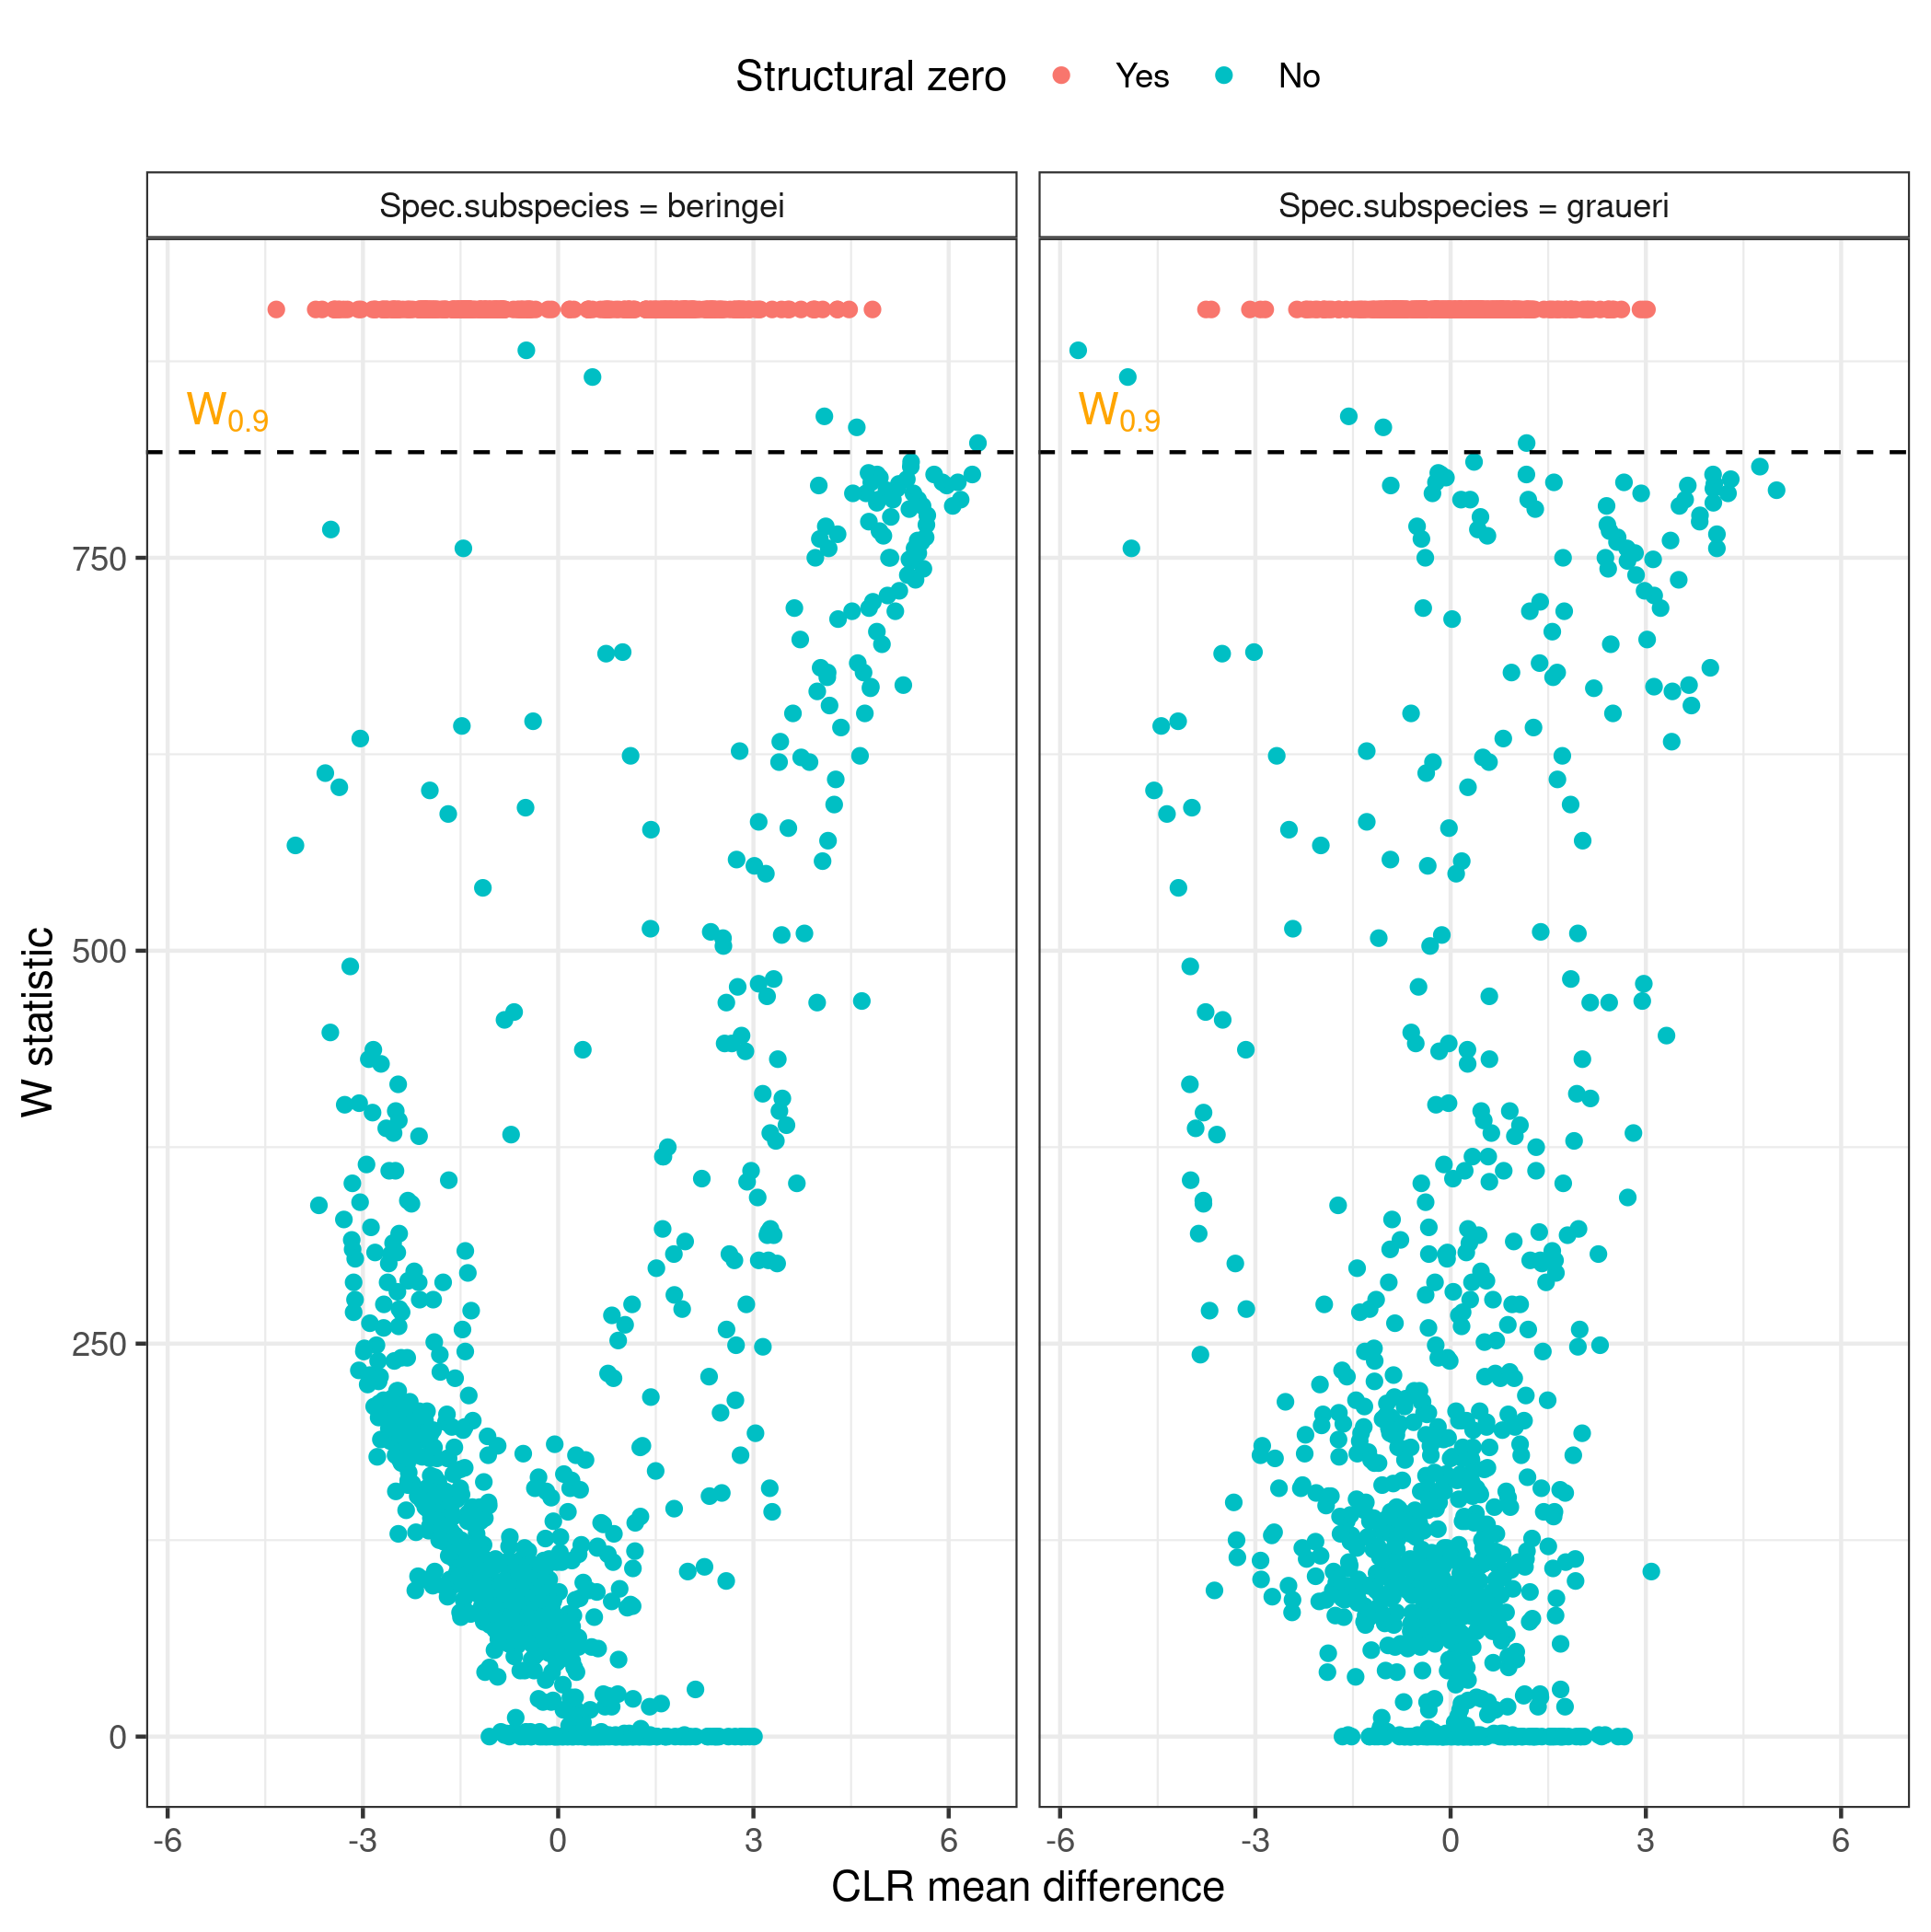 Structural zero Yes No
Spec.subspecies = beringei Spec.subspecies = graueri
W0.9 W0.9
750
500
250
0
W statistic
-6 -3 0 3 6 -6 -3 0 3 6
CLR mean difference